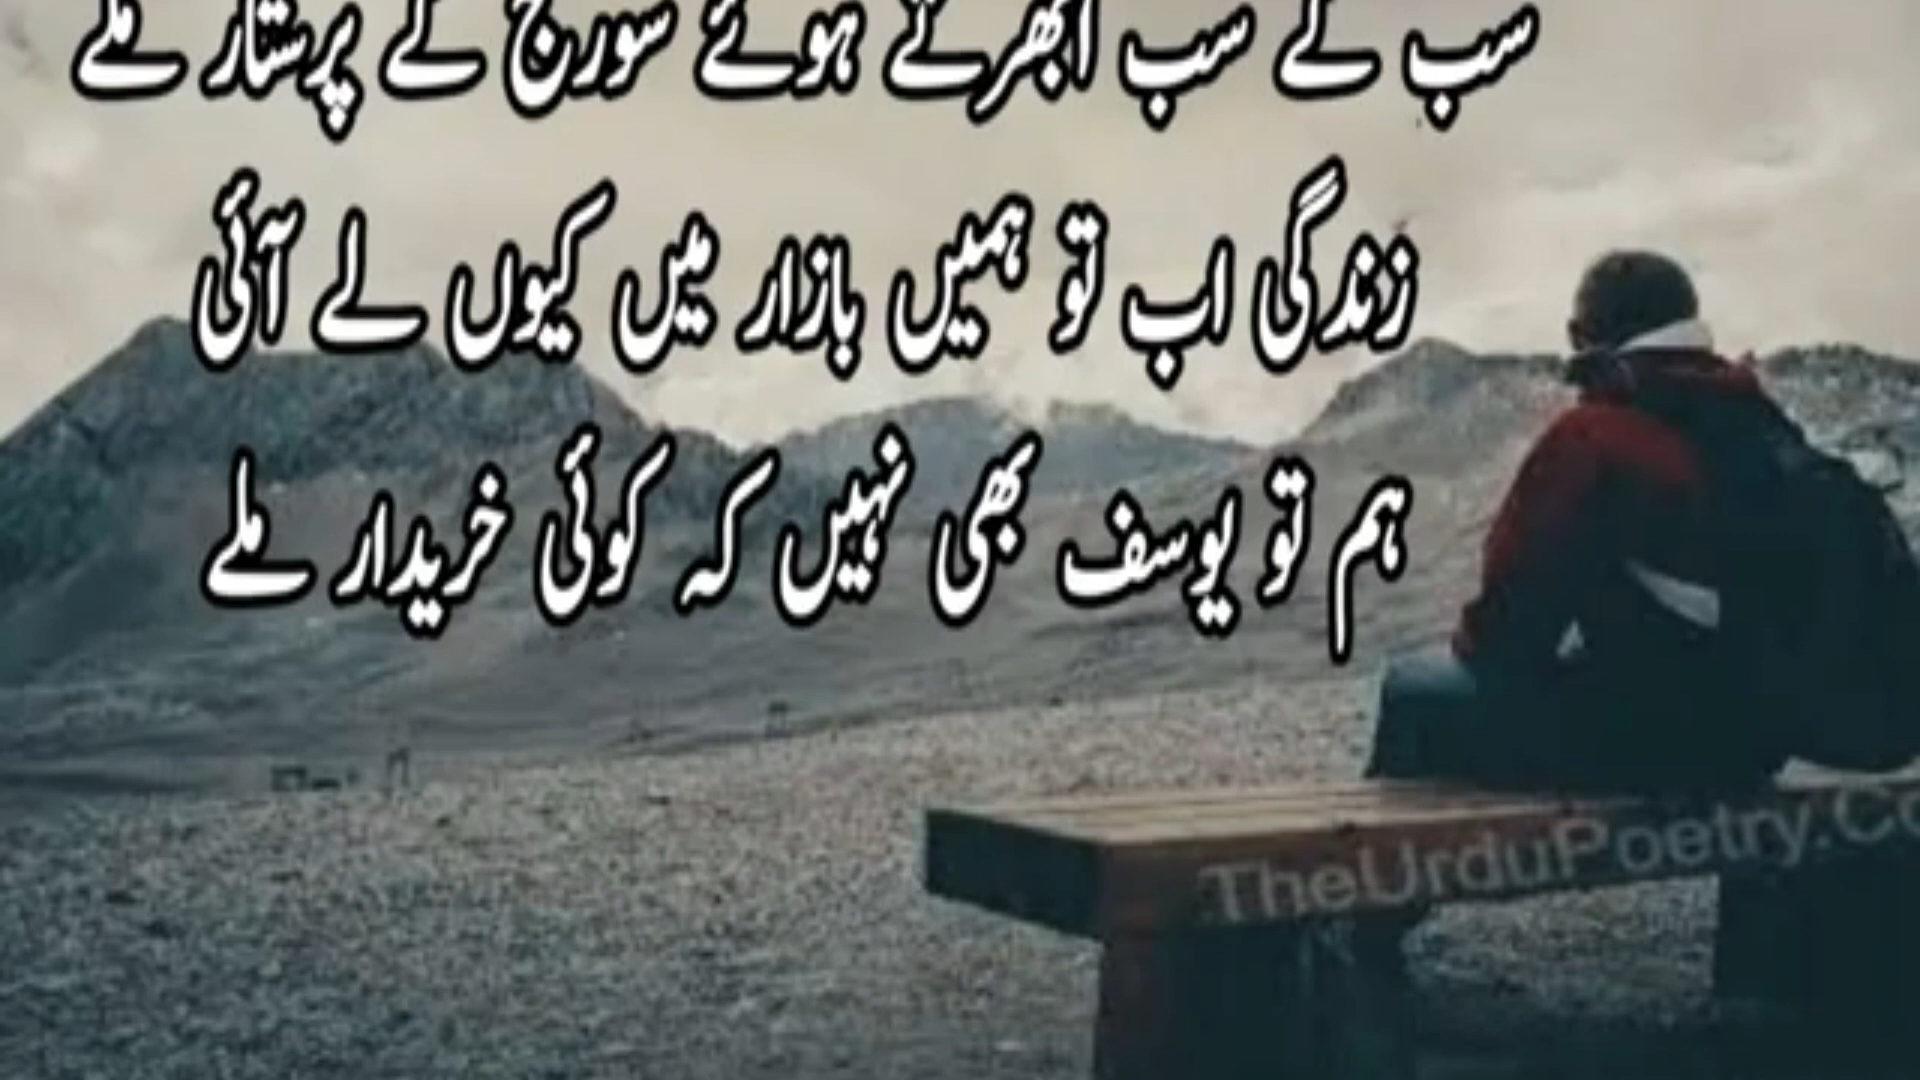 سب کے سب ابھرتے ہوئے سورج کے پرستار ملے
زندگی اب تو ہمیں بازار میں کیوں لے آئی
ہم تو یوسف بھی نہیں کہ کوئی خریدار ملے
TheUrduPoetry.Co